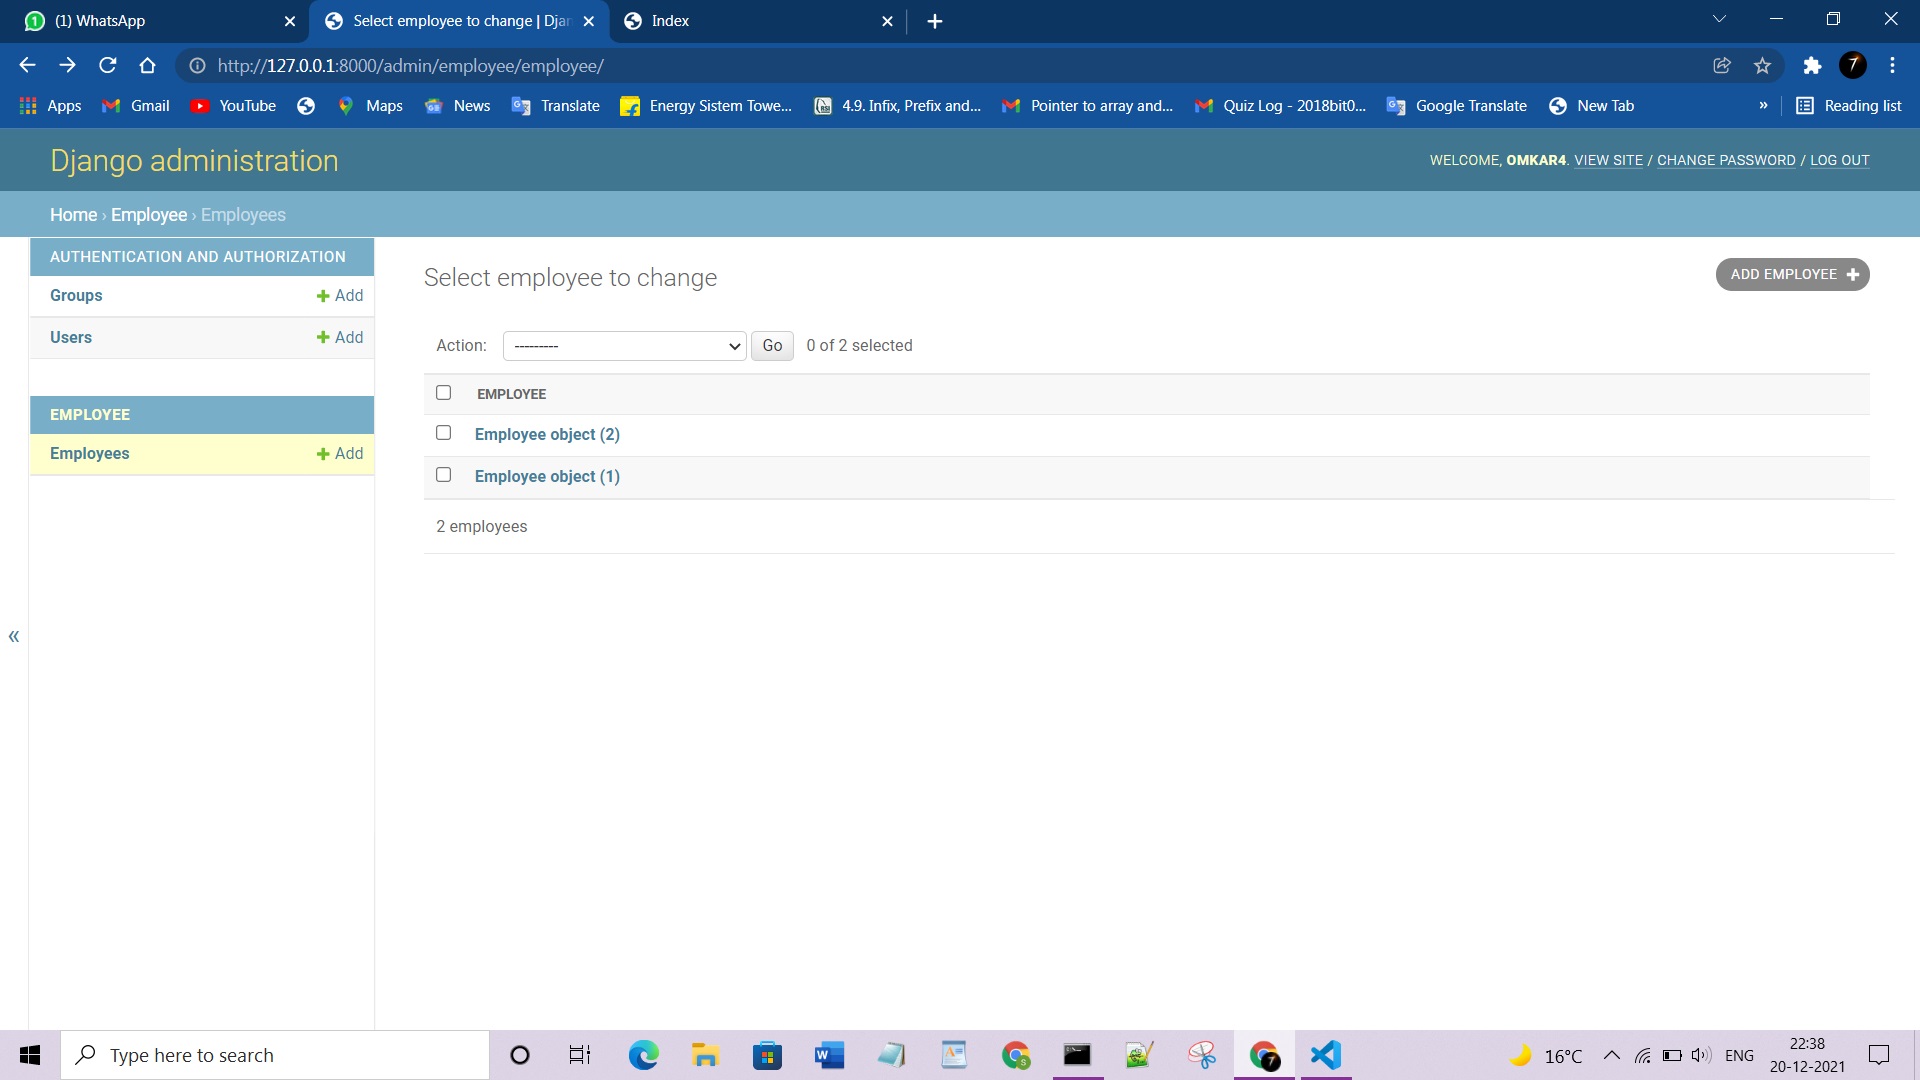 (1) WhatsApp
Select employee to change | Djan
Index
http://127.0.0.1:8000/admin/employee/employee/
Apps
Gmail
YouTube
Maps
News
Translate
Energy Sistem Towe...
4.9. Infix, Prefix and...
Pointer to array and...
Quiz Log - 2018bit0...
Google Translate
New Tab
»
Reading list
Django administration
WELCOME, OMKAR4. VIEW SITE / CHANGE PASSWORD / LOG OUT
Home › Employee › Employees
AUTHENTICATION AND AUTHORIZATION
Groups
+ Add
Users
+ Add
EMPLOYEE
Employees
+ Add
«
Select employee to change
ADD EMPLOYEE +
Action:
---------
Go
0 of 2 selected
EMPLOYEE
Employee object (2)
Employee object (1)
2 employees
Type here to search
16°C
ENG
22:38
20-12-2021